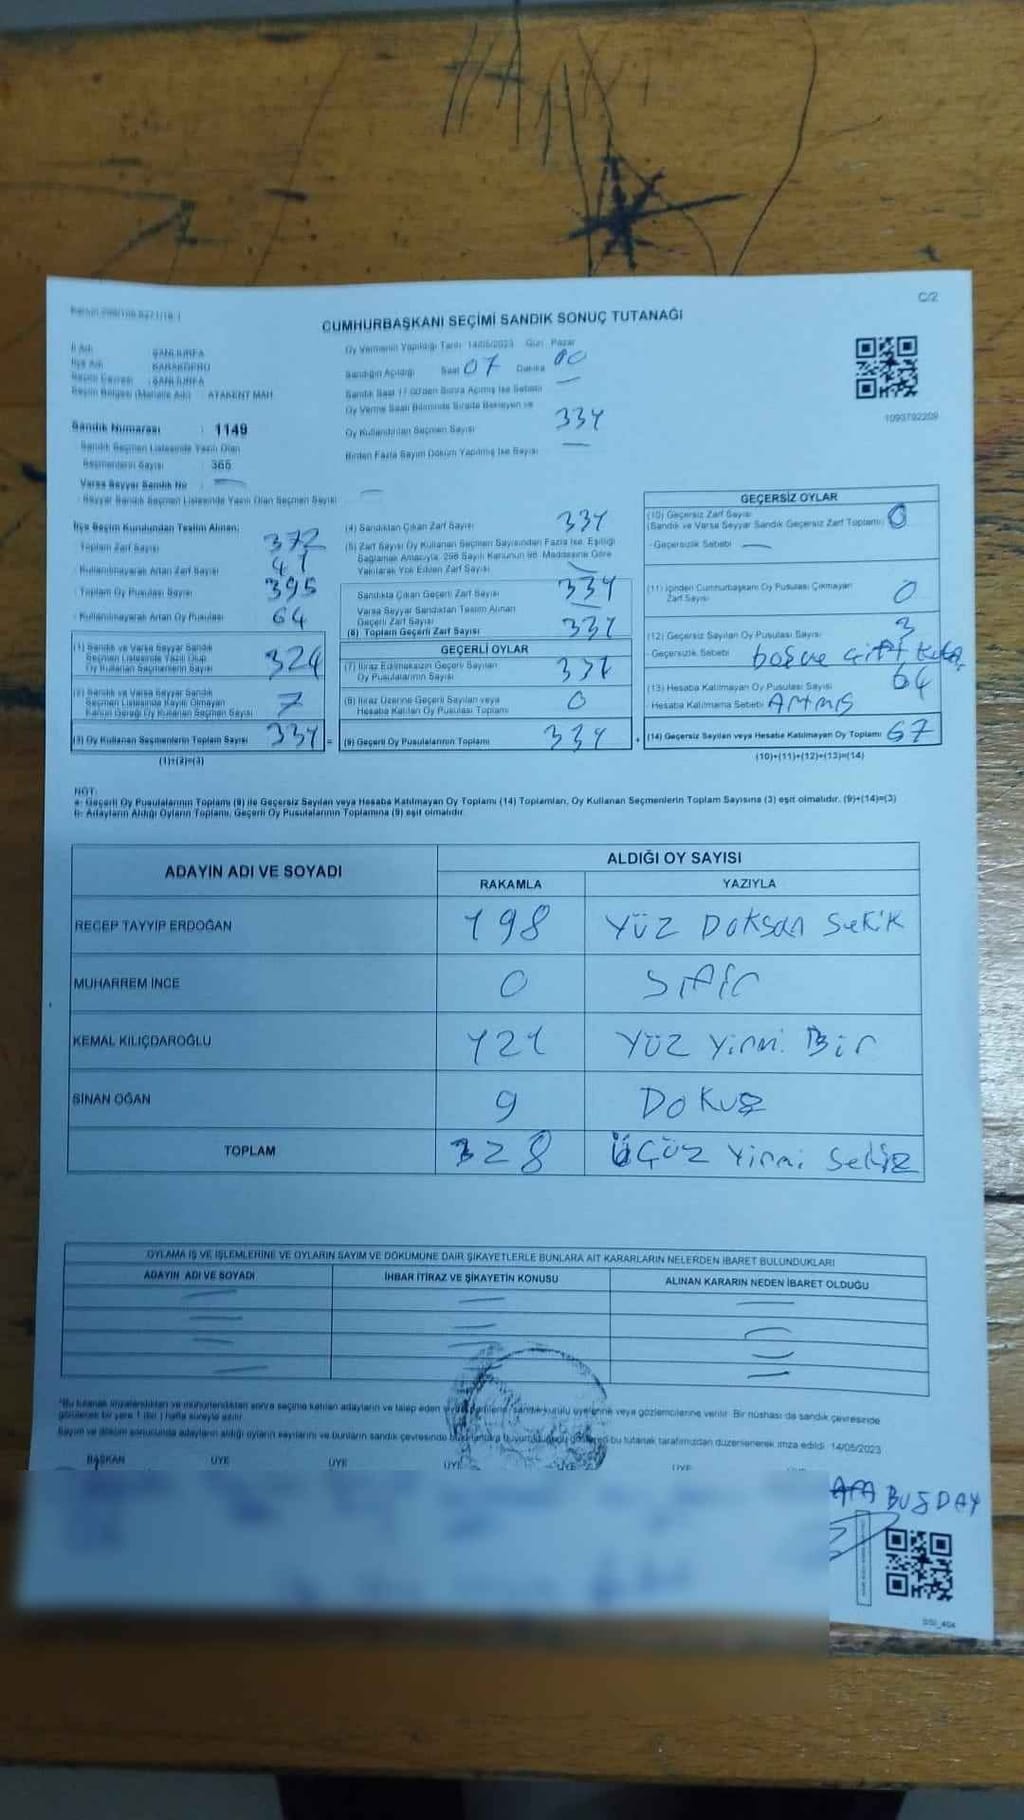 C/2
CUMHURBAŞKANI SEÇİMİ SANDIK SONUÇ TUTANAĞI
İl Adı : ŞANLIURFA
İlçe Adı : KARAKÖPRÜ
Seçim Çevresi : ŞANLIURFA
Seçim Bölgesi (Mahalle Adı) : ATAKENT MAH
Sandık Numarası : 1149
Sandık Seçmen Listesinde Yazılı Olan
Seçmenlerin Sayısı : 365
Varsa Seyyar Sandık No
Seyyar Sandık Seçmen Listesinde Yazılı Olan Seçmen Sayısı
Oy Vermenin Yapıldığı Tarih 14/05/2023 Gün Pazar
Sandığın Açıldığı Saat 07 Dakika 00
Sandık Saat 17.00'den Sonra Açılmış İse Sebebi
Oy Verme Saati Bitiminde Sırada Bekleyen ve
Oy Kullandırılan Seçmen Sayısı 331
Birden Fazla Sayım Döküm Yapılmış İse Sayısı
1093792209
İlçe Seçim Kurulundan Teslim Alınan;
Toplam Zarf Sayısı 372
Kullanılmayarak Artan Zarf Sayısı 41
Toplam Oy Pusulası Sayısı 395
Kullanılmayarak Artan Oy Pusulası 64
(1) Sandık ve Varsa Seyyar Sandık
Seçmen Listesinde Yazılı Olup
Oy Kullanan Seçmenlerin Sayısı 324
(2) Sandık ve Varsa Seyyar Sandık
Seçmen Listesinde Kayıtlı Olmayan
Kanun Gereği Oy Kullanan Seçmen Sayısı 7
(3) Oy Kullanan Seçmenlerin Toplam Sayısı 331 =
(1)+(2)=(3)
(4) Sandıktan Çıkan Zarf Sayısı 331
(5) Zarf Sayısı Oy Kullanan Seçmen Sayısından Fazla İse, Eşitliği
Sağlamak Amacıyla, 298 Sayılı Kanunun 98. Maddesine Göre
Yakılarak Yok Edilen Zarf Sayısı
Sandıkta Çıkan Geçerli Zarf Sayısı 331
Varsa Seyyar Sandıktan Teslim Alınan
Geçerli Zarf Sayısı
(6) Toplam Geçerli Zarf Sayısı 331
GEÇERLİ OYLAR
(7) İtiraz Edilmeksizin Geçerli Sayılan
Oy Pusulalarının Sayısı 331
(8) İtiraz Üzerine Geçerli Sayılan veya
Hesaba Katılan Oy Pusulası Toplamı 0
(9) Geçerli Oy Pusulalarının Toplamı 331 +
GEÇERSİZ OYLAR
(10) Geçersiz Zarf Sayısı
(Sandık ve Varsa Seyyar Sandık Geçersiz Zarf Toplamı) 0
Geçersizlik Sebebi
(11) İçinden Cumhurbaşkanı Oy Pusulası Çıkmayan
Zarf Sayısı 0
(12) Geçersiz Sayılan Oy Pusulası Sayısı 3
Geçersizlik Sebebi boş ve çift
(13) Hesaba Katılmayan Oy Pusulası Sayısı 64
Hesaba Katılmama Sebebi Artmış
(14) Geçersiz Sayılan veya Hesaba Katılmayan Oy Toplamı 67
(10)+(11)+(12)+(13)=(14)
NOT:
a- Geçerli Oy Pusulalarının Toplamı (9) ile Geçersiz Sayılan veya Hesaba Katılmayan Oy Toplamı (14) Toplamları, Oy Kullanan Seçmenlerin Toplam Sayısına (3) eşit olmalıdır. (9)+(14)=(3)
b- Adayların Aldığı Oyların Toplamı, Geçerli Oy Pusulalarının Toplamına (9) eşit olmalıdır.
ADAYIN ADI VE SOYADI
ALDIĞI OY SAYISI
RAKAMLA YAZIYLA
RECEP TAYYİP ERDOĞAN 198 YÜZ DOKSAN SEKİK
MUHARREM İNCE 0 SIFIR
KEMAL KILIÇDAROĞLU 121 YÜZ YİRMİ BİR
SİNAN OĞAN 9 DOKUZ
TOPLAM 328 ÜÇÜZ YİRMİ SEKİZ
OYLAMA İŞ VE İŞLEMLERİNE VE OYLARIN SAYIM VE DÖKÜMÜNE DAİR ŞİKAYETLERLE BUNLARA AİT KARARLARIN NELERDEN İBARET BULUNDUKLARI
ADAYIN ADI VE SOYADI İHBAR İTİRAZ VE ŞİKAYETİN KONUSU ALINAN KARARIN NEDEN İBARET OLDUĞU
*Bu tutanak imzalandıktan ve mühürlendikten sonra seçime katılan adayların ve talep eden siyasi partilerin sandık kurulu üyelerine veya gözlemcilerine verilir. Bir nüshası da sandık çevresinde
görülecek bir yere 1 (bir) hafta süreyle asılır.
Sayım ve döküm sonucunda adayların aldığı oyların sayılarını ve bunların sandık çevresinde bu tutanak tarafımızdan düzenlenerek imza edildi. 14/05/2023
BAŞKAN ÜYE ÜYE ÜYE ÜYE ÜYE
BUĞDAY